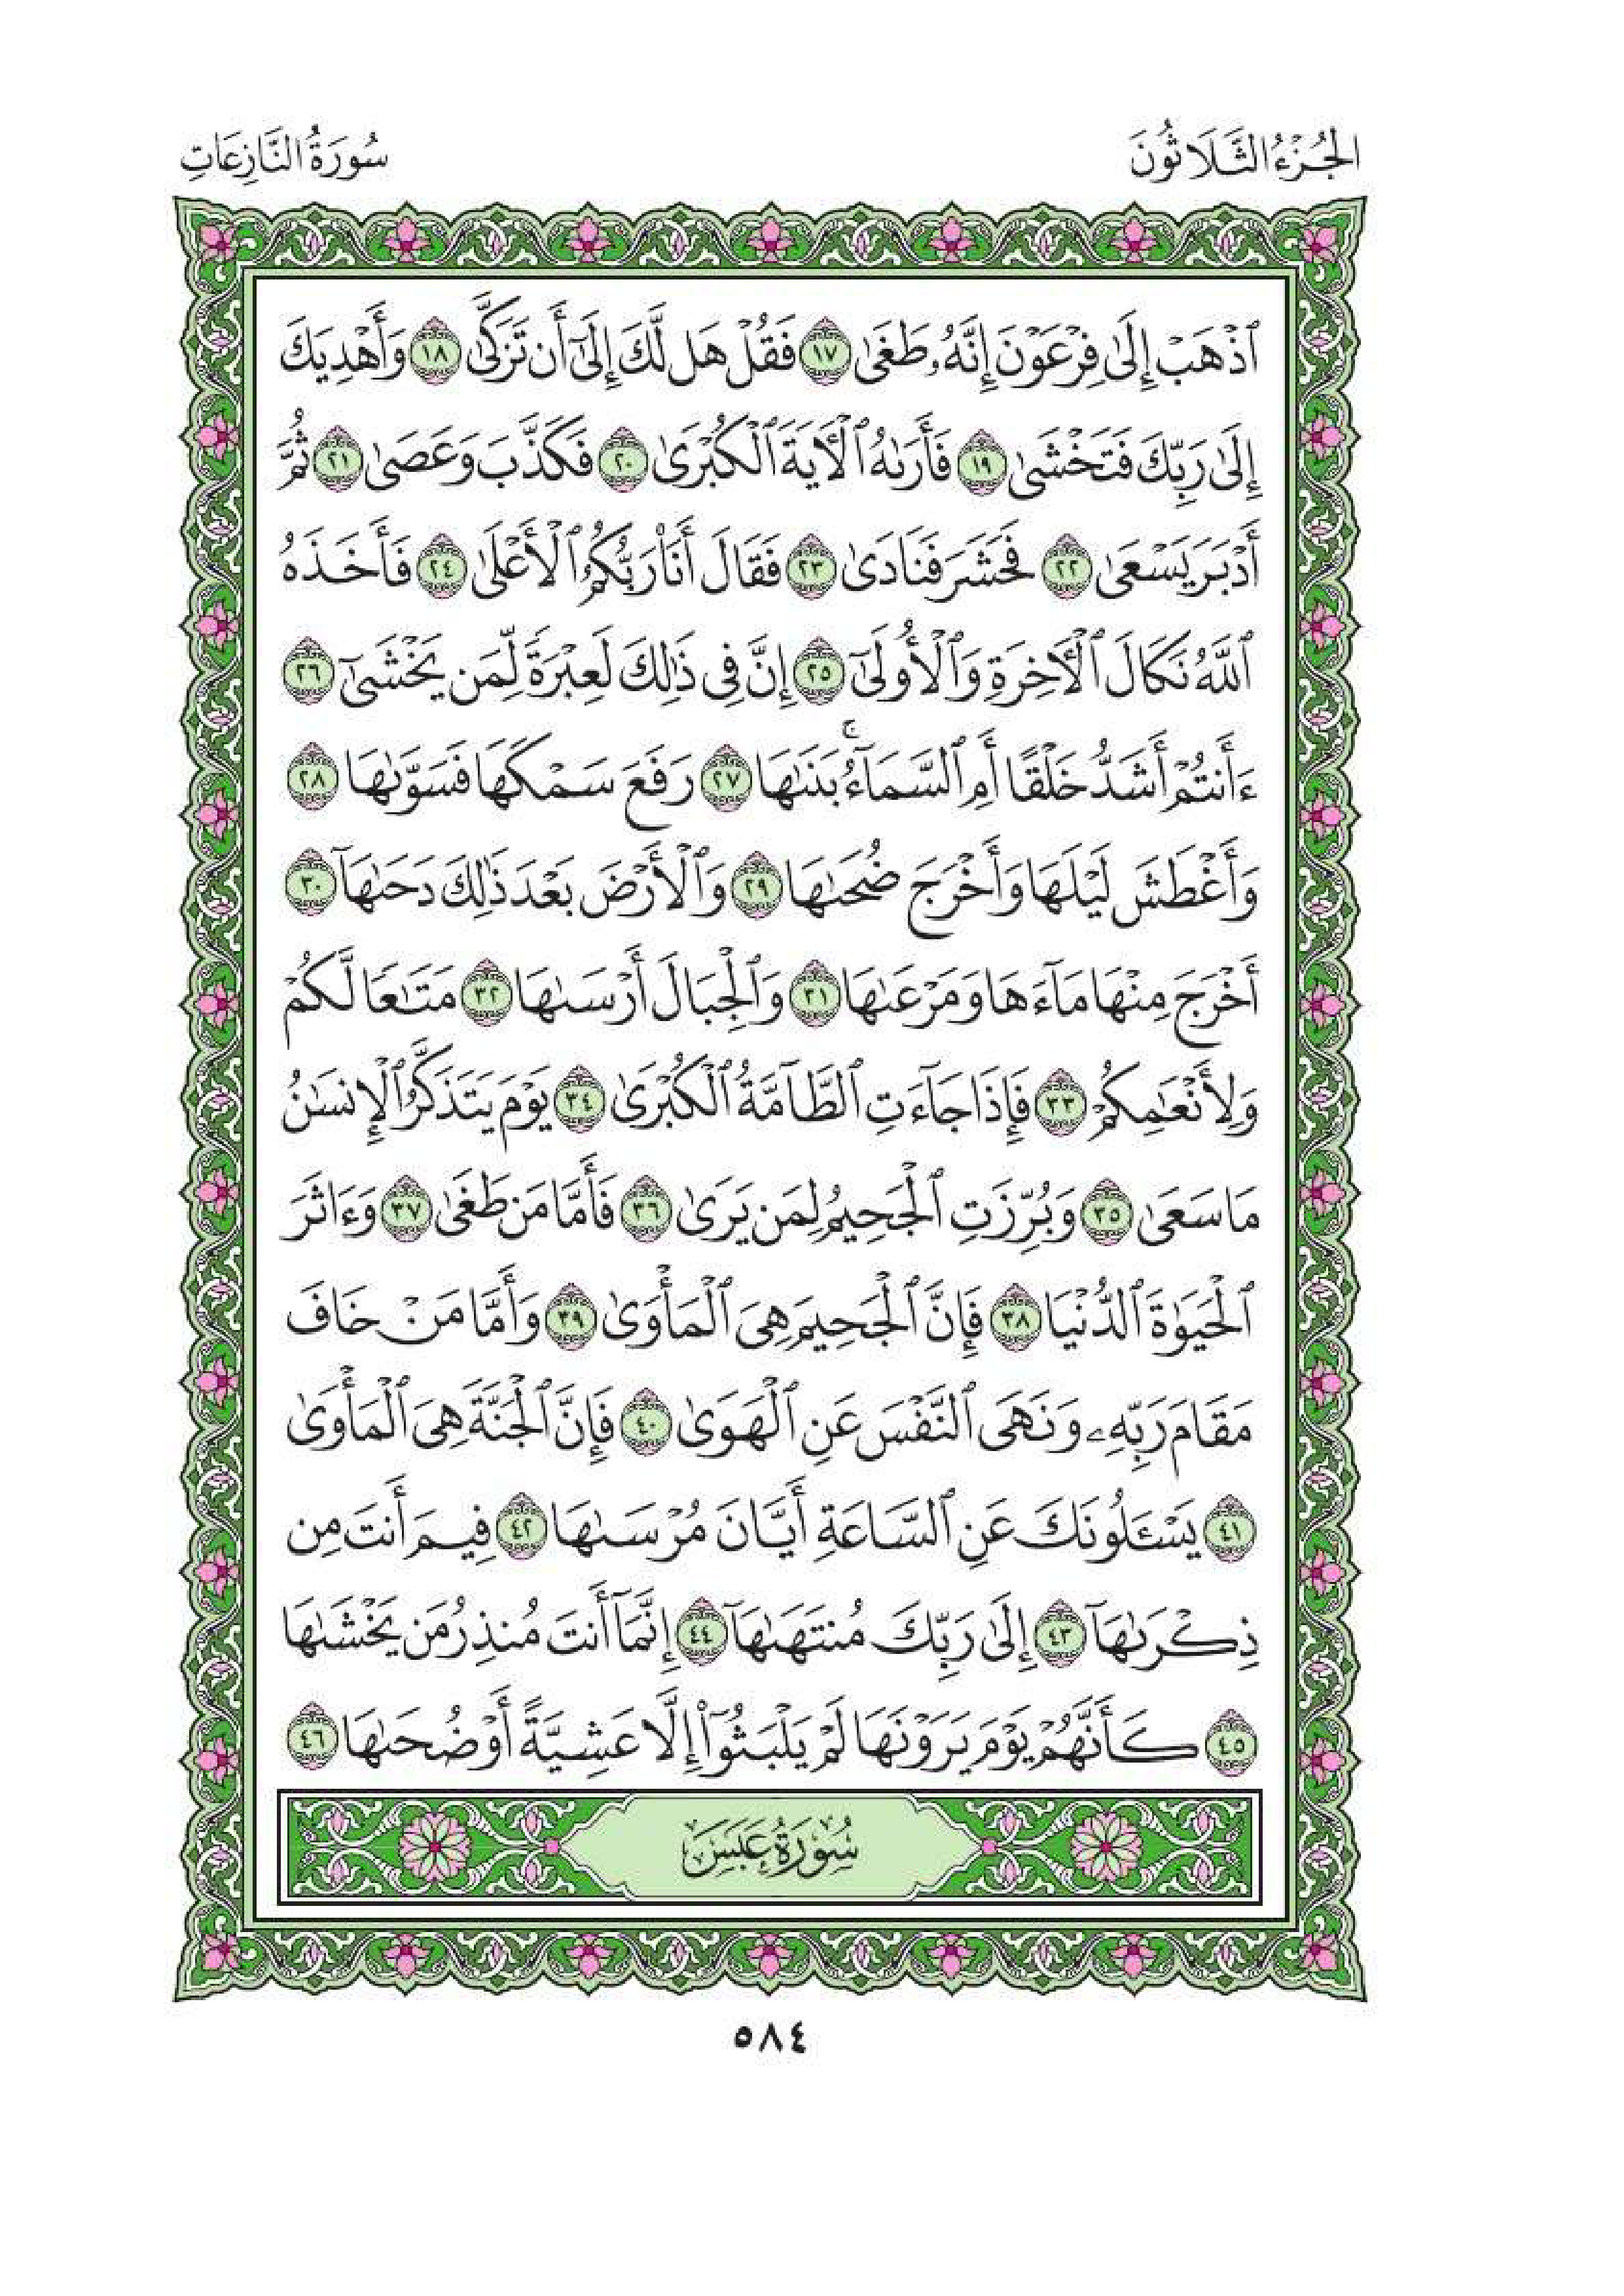 الجُزْءُ الثَّلَاثُونَ
سُورَةُ النَّازِعَاتِ
ٱذْهَبْ إِلَىٰ فِرْعَوْنَ إِنَّهُۥ طَغَىٰ ١٧ فَقُلْ هَل لَّكَ إِلَىٰٓ أَن تَزَكَّىٰ ١٨ وَأَهْدِيَكَ
إِلَىٰ رَبِّكَ فَتَخْشَىٰ ١٩ فَأَرَىٰهُ ٱلْءَايَةَ ٱلْكُبْرَىٰ ٢٠ فَكَذَّبَ وَعَصَىٰ ٢١ ثُمَّ
أَدْبَرَ يَسْعَىٰ ٢٢ فَحَشَرَ فَنَادَىٰ ٢٣ فَقَالَ أَنَا۠ رَبُّكُمُ ٱلْأَعْلَىٰ ٢٤ فَأَخَذَهُ
ٱللَّهُ نَكَالَ ٱلْءَاخِرَةِ وَٱلْأُولَىٰٓ ٢٥ إِنَّ فِى ذَٰلِكَ لَعِبْرَةً لِّمَن يَخْشَىٰٓ ٢٦
ءَأَنتُمْ أَشَدُّ خَلْقًا أَمِ ٱلسَّمَآءُ ۚ بَنَىٰهَا ٢٧ رَفَعَ سَمْكَهَا فَسَوَّىٰهَا ٢٨
وَأَغْطَشَ لَيْلَهَا وَأَخْرَجَ ضُحَىٰهَا ٢٩ وَٱلْأَرْضَ بَعْدَ ذَٰلِكَ دَحَىٰهَآ ٣٠
أَخْرَجَ مِنْهَا مَآءَهَا وَمَرْعَىٰهَا ٣١ وَٱلْجِبَالَ أَرْسَىٰهَا ٣٢ مَتَٰعًا لَّكُمْ
وَلِأَنْعَٰمِكُمْ ٣٣ فَإِذَا جَآءَتِ ٱلطَّآمَّةُ ٱلْكُبْرَىٰ ٣٤ يَوْمَ يَتَذَكَّرُ ٱلْإِنسَٰنُ
مَا سَعَىٰ ٣٥ وَبُرِّزَتِ ٱلْجَحِيمُ لِمَن يَرَىٰ ٣٦ فَأَمَّا مَن طَغَىٰ ٣٧ وَءَاثَرَ
ٱلْحَيَوٰةَ ٱلدُّنْيَا ٣٨ فَإِنَّ ٱلْجَحِيمَ هِىَ ٱلْمَأْوَىٰ ٣٩ وَأَمَّا مَنْ خَافَ
مَقَامَ رَبِّهِۦ وَنَهَى ٱلنَّفْسَ عَنِ ٱلْهَوَىٰ ٤٠ فَإِنَّ ٱلْجَنَّةَ هِىَ ٱلْمَأْوَىٰ
٤١ يَسْـَٔلُونَكَ عَنِ ٱلسَّاعَةِ أَيَّانَ مُرْسَىٰهَا ٤٢ فِيمَ أَنتَ مِن
ذِكْرَىٰهَآ ٤٣ إِلَىٰ رَبِّكَ مُنتَهَىٰهَآ ٤٤ إِنَّمَآ أَنتَ مُنذِرُ مَن يَخْشَىٰهَا
٤٥ كَأَنَّهُمْ يَوْمَ يَرَوْنَهَا لَمْ يَلْبَثُوٓا۟ إِلَّا عَشِيَّةً أَوْ ضُحَىٰهَا ٤٦
سُورَةُ عَبَسَ
٥٨٤